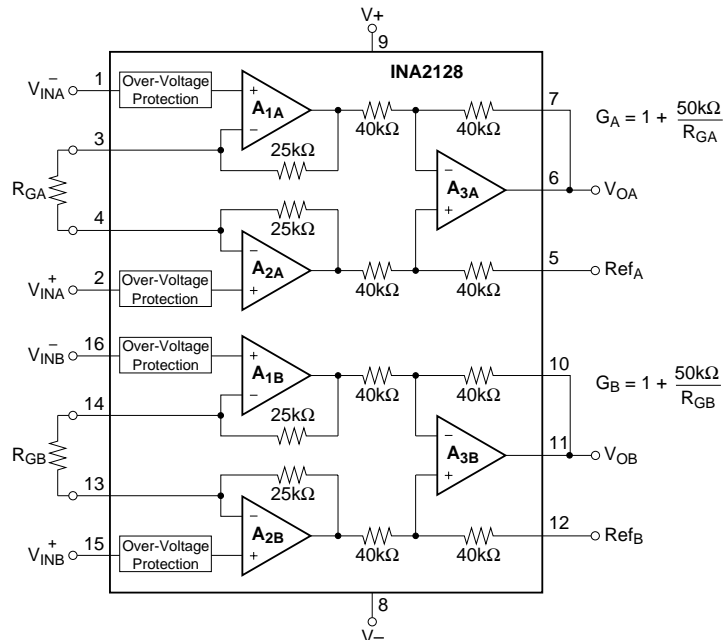 V+
9
INA2128
V–INA
1
Over-Voltage
Protection
+
–
A1A
40kΩ
40kΩ
7
GA = 1 + 50kΩ
RGA
3
25kΩ
RGA
–
+
A3A
6
VOA
4
25kΩ
–
+
A2A
5
RefA
V+INA
2
Over-Voltage
Protection
40kΩ
40kΩ
V–INB
16
Over-Voltage
Protection
+
–
A1B
40kΩ
40kΩ
10
GB = 1 + 50kΩ
RGB
14
25kΩ
RGB
–
+
A3B
11
VOB
13
25kΩ
–
+
A2B
12
RefB
V+INB
15
Over-Voltage
Protection
40kΩ
40kΩ
8
V–